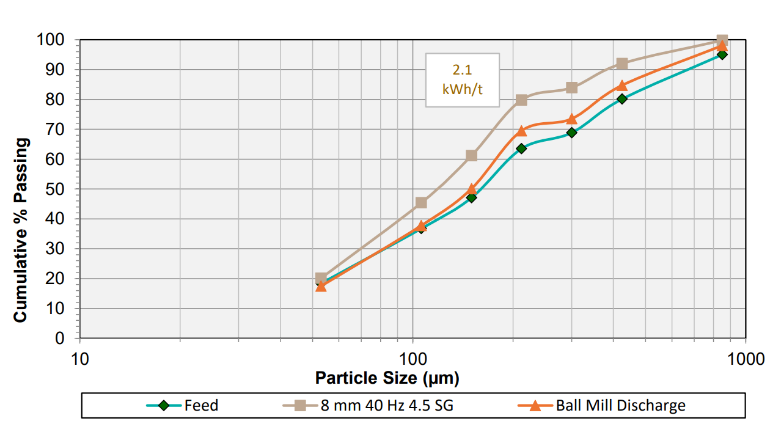 100
90
80
70
60
50
40
30
20
10
0
Cumulative % Passing
2.1
kWh/t
10
100
1000
Particle Size (µm)
Feed
8 mm 40 Hz 4.5 SG
Ball Mill Discharge